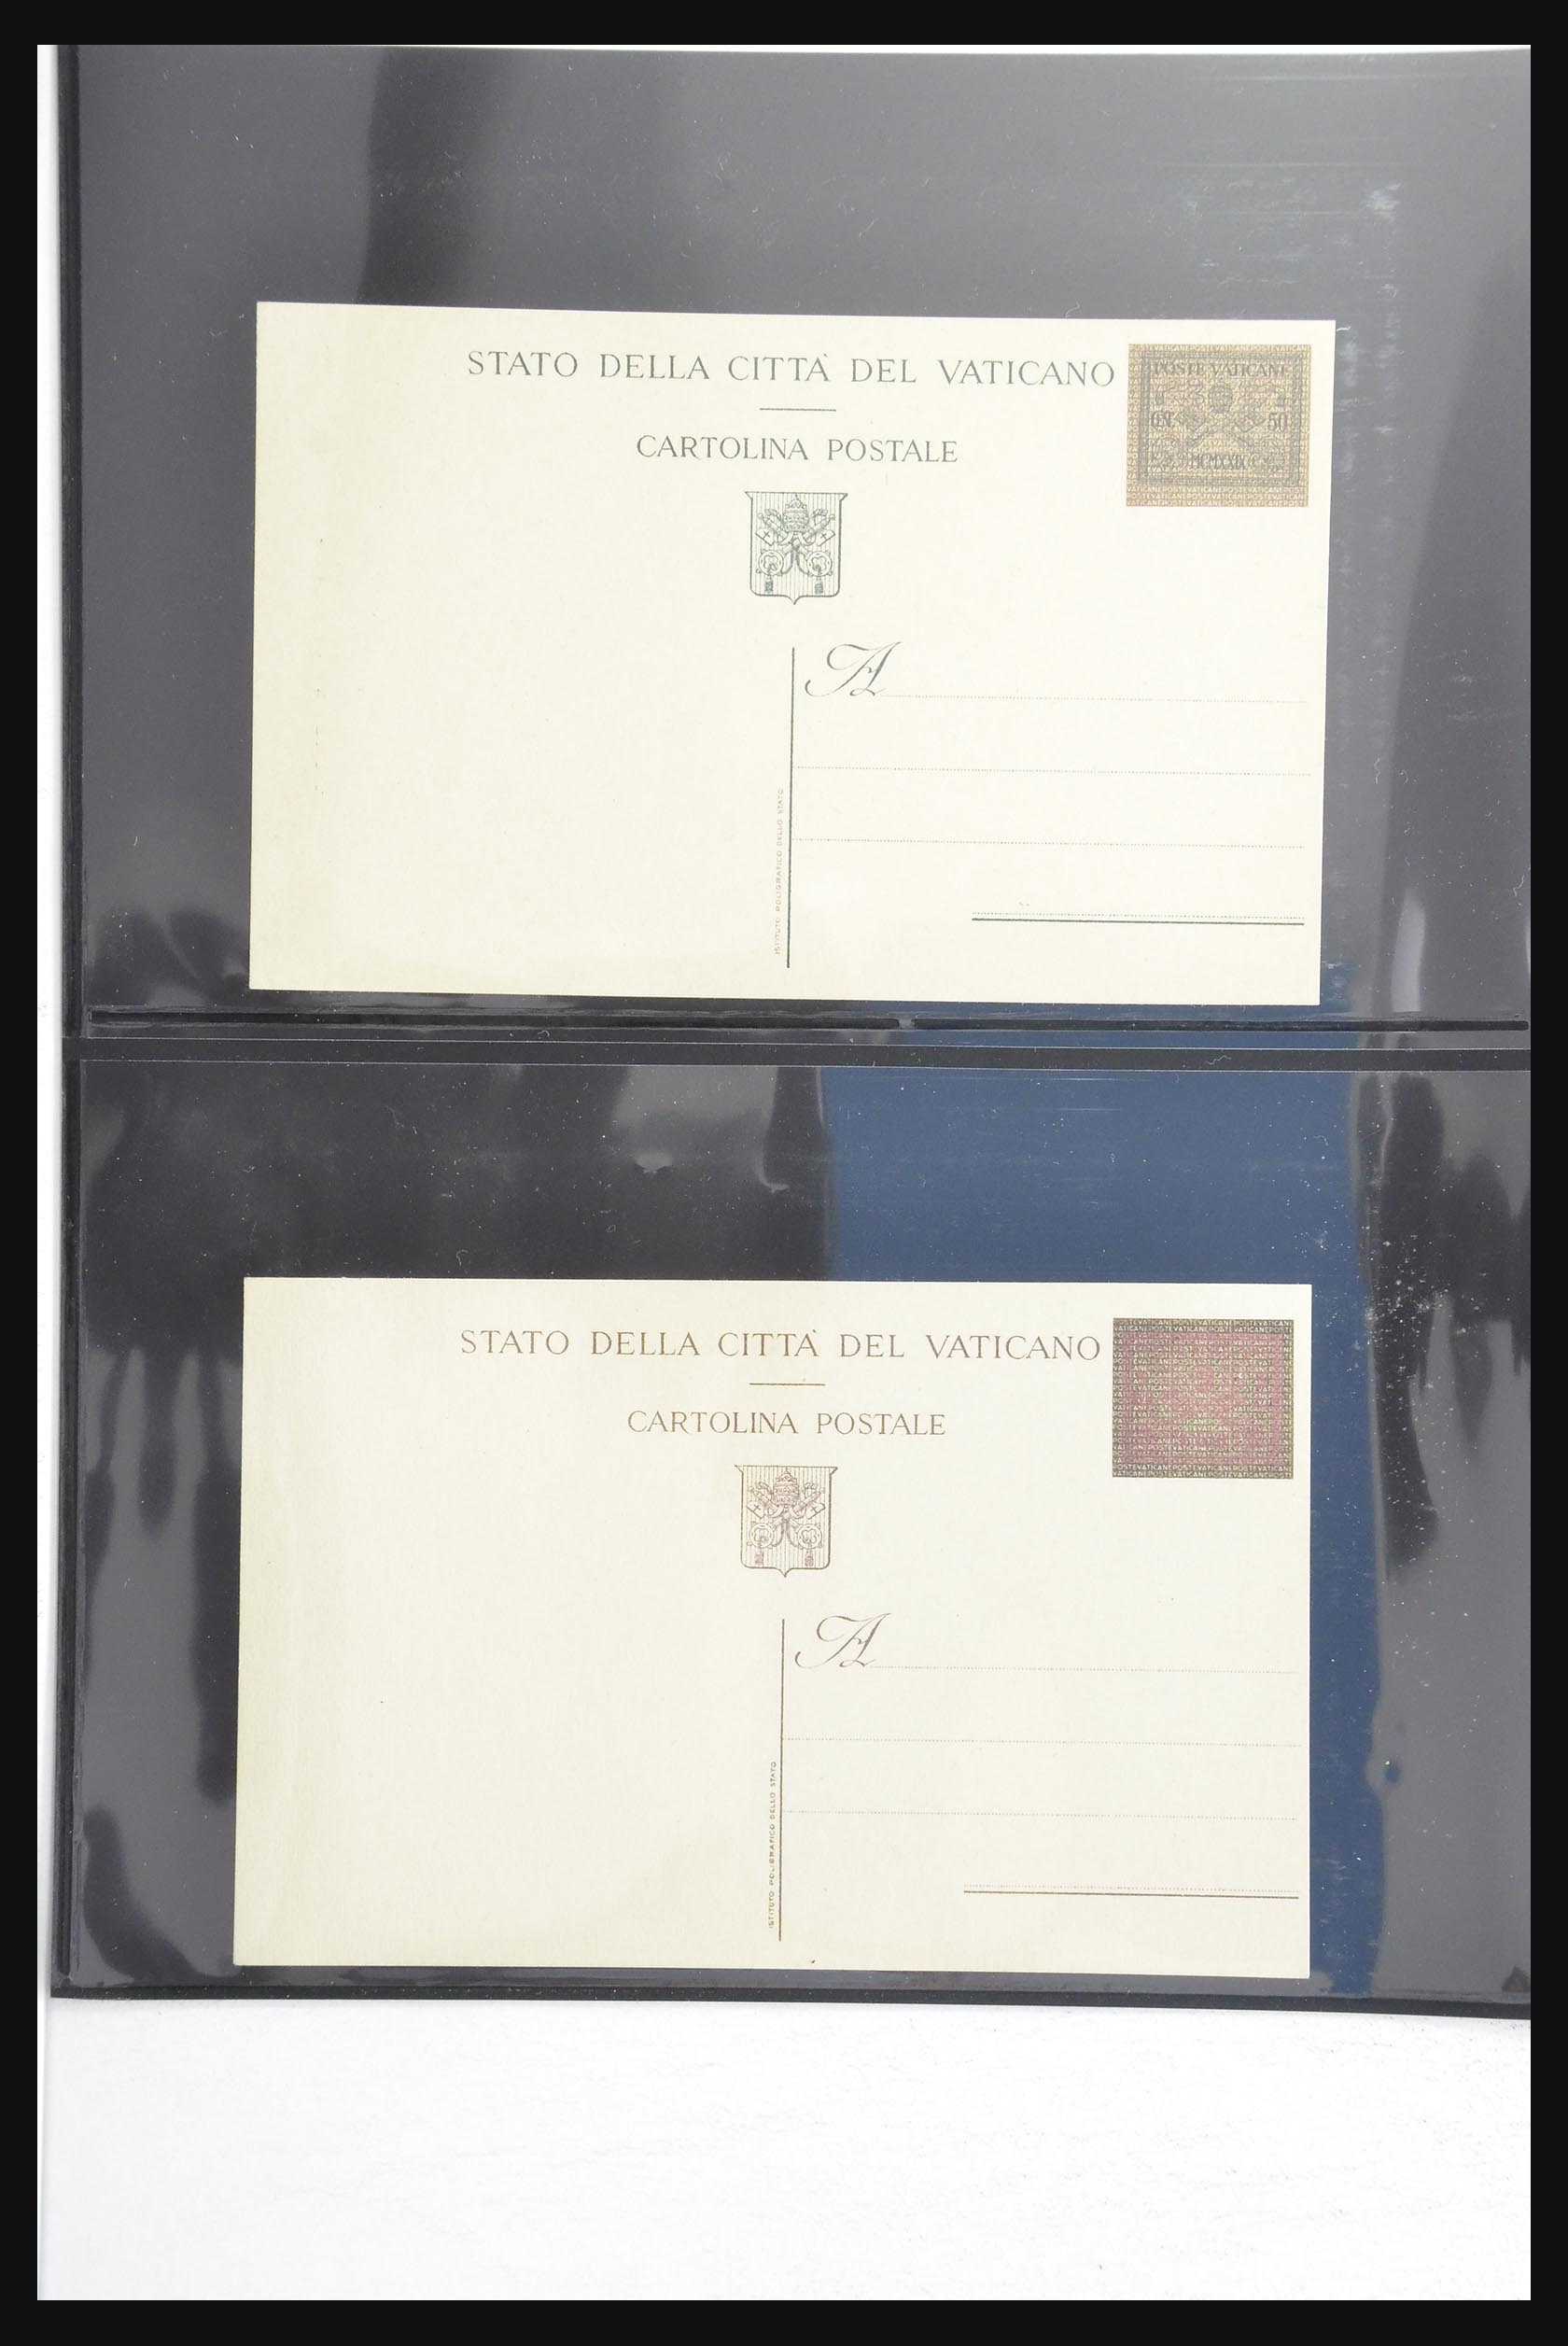 STATO DELLA CITTÀ DEL VATICANO
POSTE VATICANE
CARTOLINA POSTALE
50
A
ISTITUTO POLIGRAFICO DELLO STATO
STATO DELLA CITTÀ DEL VATICANO
CARTOLINA POSTALE
A
ISTITUTO POLIGRAFICO DELLO STATO